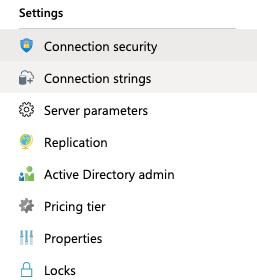 Settings
Connection security
Connection strings
Server parameters
Replication
Active Directory admin
Pricing tier
Properties
Locks